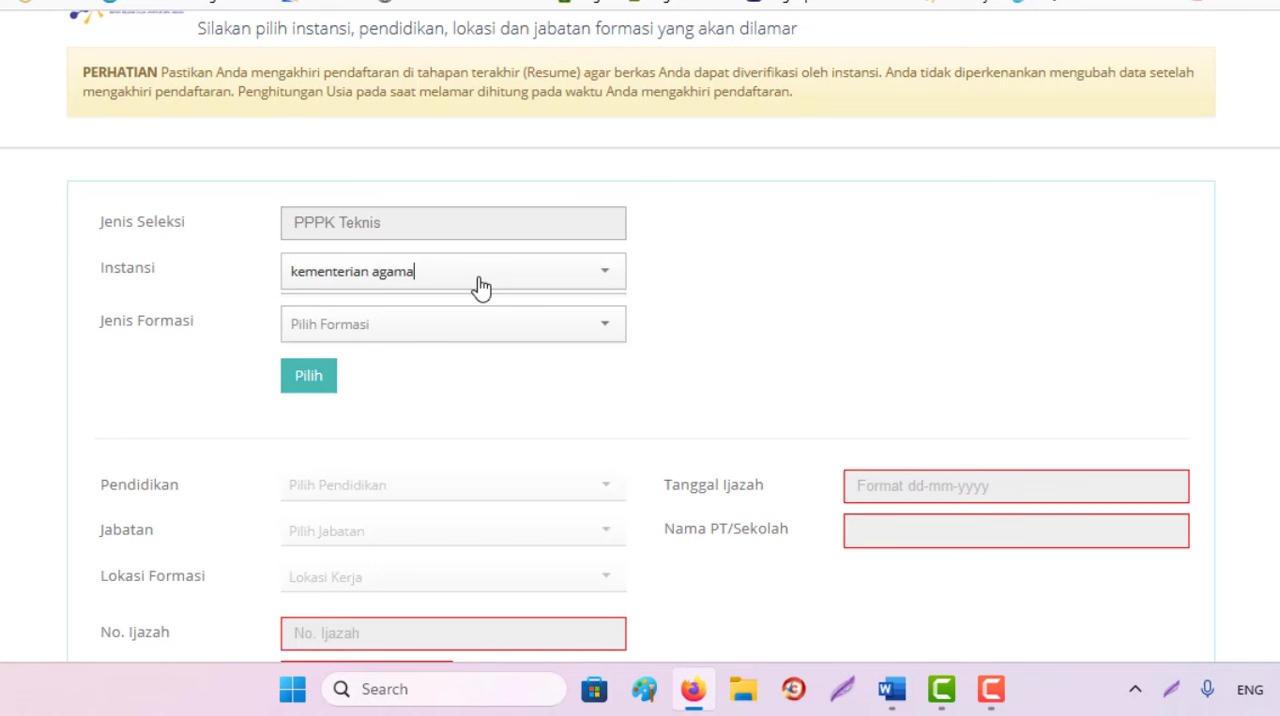 Silakan pilih instansi, pendidikan, lokasi dan jabatan formasi yang akan dilamar
PERHATIAN Pastikan Anda mengakhiri pendaftaran di tahapan terakhir (Resume) agar berkas Anda dapat diverifikasi oleh instansi. Anda tidak diperkenankan mengubah data setelah
mengakhiri pendaftaran. Penghitungan Usia pada saat melamar dihitung pada waktu Anda mengakhiri pendaftaran.
Jenis Seleksi
PPPK Teknis
Instansi
kementerian agama
Jenis Formasi
Pilih Formasi
Pilih
Pendidikan
Pilih Pendidikan
Tanggal Ijazah
Format dd-mm-yyyy
Jabatan
Pilih Jabatan
Nama PT/Sekolah
Lokasi Formasi
Lokasi Kerja
No. Ijazah
No. Ijazah
Search
ENG